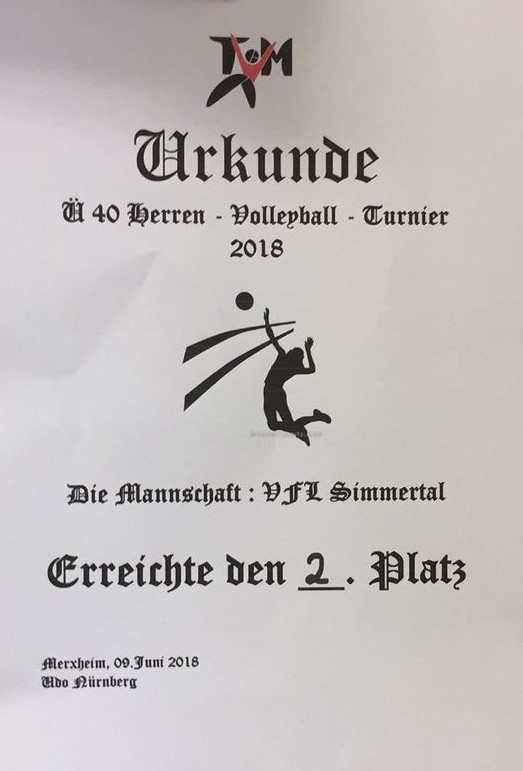 TVM
Urkunde
Ü 40 Herren - Volleyball - Turnier
2018
Die Mannschaft : VFL Simmertal
Erreichte den 2. Platz
Merxheim, 09.Juni 2018
Udo Nürnberg